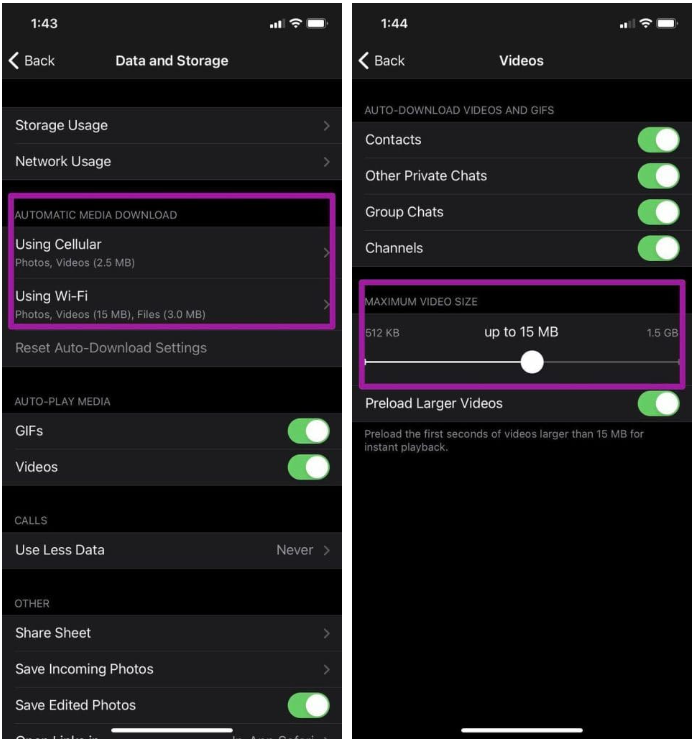 1:43
Back
Data and Storage
Storage Usage
Network Usage
AUTOMATIC MEDIA DOWNLOAD
Using Cellular
Photos, Videos (2.5 MB)
Using Wi-Fi
Photos, Videos (15 MB), Files (3.0 MB)
Reset Auto-Download Settings
AUTO-PLAY MEDIA
GIFs
Videos
CALLS
Use Less Data Never
OTHER
Share Sheet
Save Incoming Photos
Save Edited Photos
1:44
Back
Videos
AUTO-DOWNLOAD VIDEOS AND GIFS
Contacts
Other Private Chats
Group Chats
Channels
MAXIMUM VIDEO SIZE
512 KB up to 15 MB 1.5 GB
Preload Larger Videos
Preload the first seconds of videos larger than 15 MB for
instant playback.